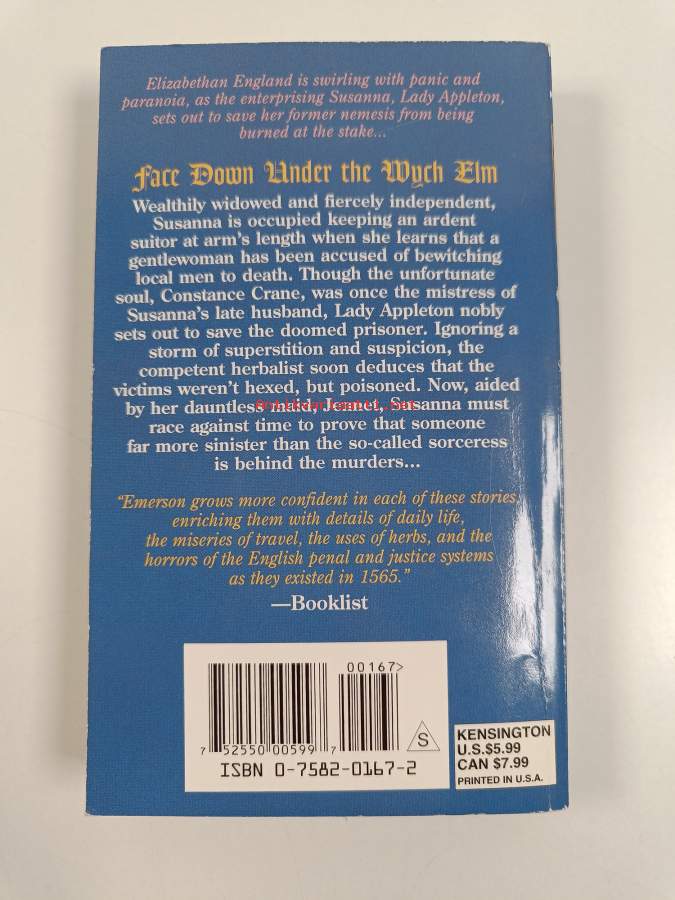 Elizabethan England is swirling with panic and
paranoia, as the enterprising Susanna, Lady Appleton,
sets out to save her former nemesis from being
burned at the stake...
Face Down Under the Wych Elm
Wealthily widowed and fiercely independent,
Susanna is occupied keeping an ardent
suitor at arm's length when she learns that a
gentlewoman has been accused of bewitching
local men to death. Though the unfortunate
soul, Constance Crane, was once the mistress of
Susanna's late husband, Lady Appleton nobly
sets out to save the doomed prisoner. Ignoring a
storm of superstition and suspicion, the
competent herbalist soon deduces that the
victims weren't hexed, but poisoned. Now, aided
by her dauntless maid Jennet, Susanna must
race against time to prove that someone
far more sinister than the so-called sorceress
is behind the murders...
"Emerson grows more confident in each of these stories,
enriching them with details of daily life,
the miseries of travel, the uses of herbs, and the
horrors of the English penal and justice systems
as they existed in 1565."
—Booklist
00167>
7 52550 00599 7
S
ISBN 0-7582-0167-2
KENSINGTON
U.S.$5.99
CAN $7.99
PRINTED IN U.S.A.